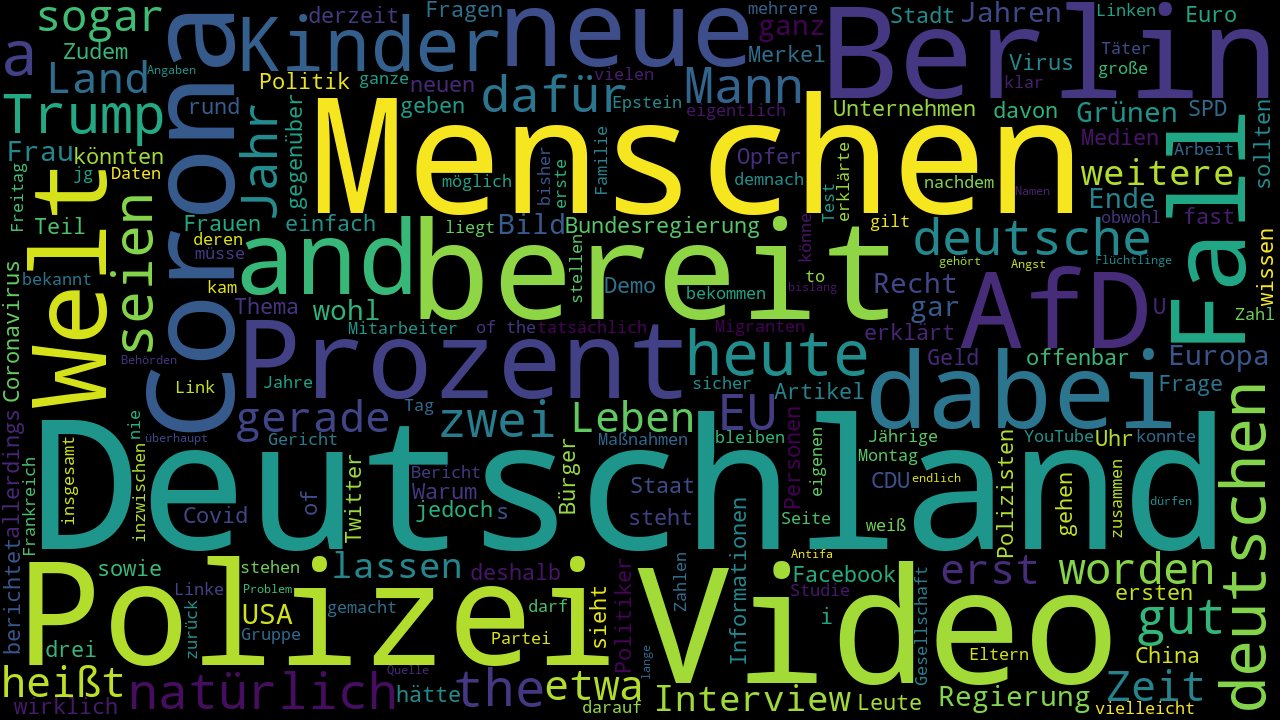 sogar
derzeit
Fragen
neue
mehrere
ganz
Berlin
Stadt
Jahren
Linken
Euro
Zudem
a
Corona
Kinder
Merkel
Virus
Täter
große
Land
Angaben
Politik
ganze
neuen
vielen
Mann
klar
Trump
rund
Jahr
gegenüber
geben
dafür
Epstein
eigentlich
Unternehmen
davon
Grünen
SPD
sollten
Frau
könnten
Menschen
Familie
Opfer
Medien
Fall
Arbeit
jg
Daten
möglich
bisher
erste
demnach
Test
erklärte
nachdem
weitere
Namen
Freitag
Welt
seien
Teil
Frauen
einfach
and
bereit
liegt
Bild
Bundesregierung
könne
gilt
Ende
obwohl
fast
deutsche
deren
müsse
gehört
Angst
Flüchtlinge
wissen
bekannt
kam
stellen
Demo
bekommen
to
bislang
Recht
AfD
U
Coronavirus
Thema
wohl
gar
Zahl
Prozent
Mitarbeiter
of the
tatsächlich
Migranten
erklärt
heute
Behörden
Geld
offenbar
Europa
Link
Jahre
sicher
Artikel
dabei
Frage
deutschen
berichtet
allerdings
nie
gerade
Tag
zwei
Leben
EU
Personen
überhaupt
Gericht
Maßnahmen
bleiben
eigenen
Jährige
YouTube
Uhr
konnte
Frankreich
insgesamt
inzwischen
Deutschland
Twitter
Bericht
Bürger
Montag
Polizisten
gehen
zusammen
Warum
Staat
CDU
endlich
Covid
of
jedoch
s
steht
Informationen
Seite
weiß
dürfen
Polizei
sowie
stehen
lassen
deshalb
Video
Antifa
Facebook
Gesellschaft
erst
worden
Linke
Problem
Zahlen
Studie
ersten
zurück
USA
gemacht
darf
sieht
Politiker
i
gut
drei
Gruppe
Partei
lange
Eltern
China
heißt
Quelle
wirklich
natürlich
hätte
the
etwa
darauf
Interview
Leute
Regierung
Zeit
vielleicht